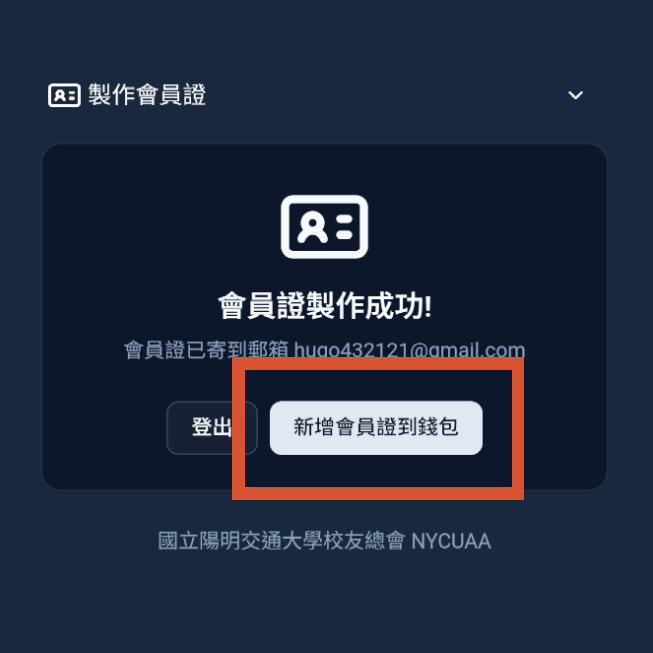 製作會員證
會員證製作成功!
會員證已寄到郵箱 hugo432121@gmail.com
登出 新增會員證到錢包
國立陽明交通大學校友總會 NYCUAA